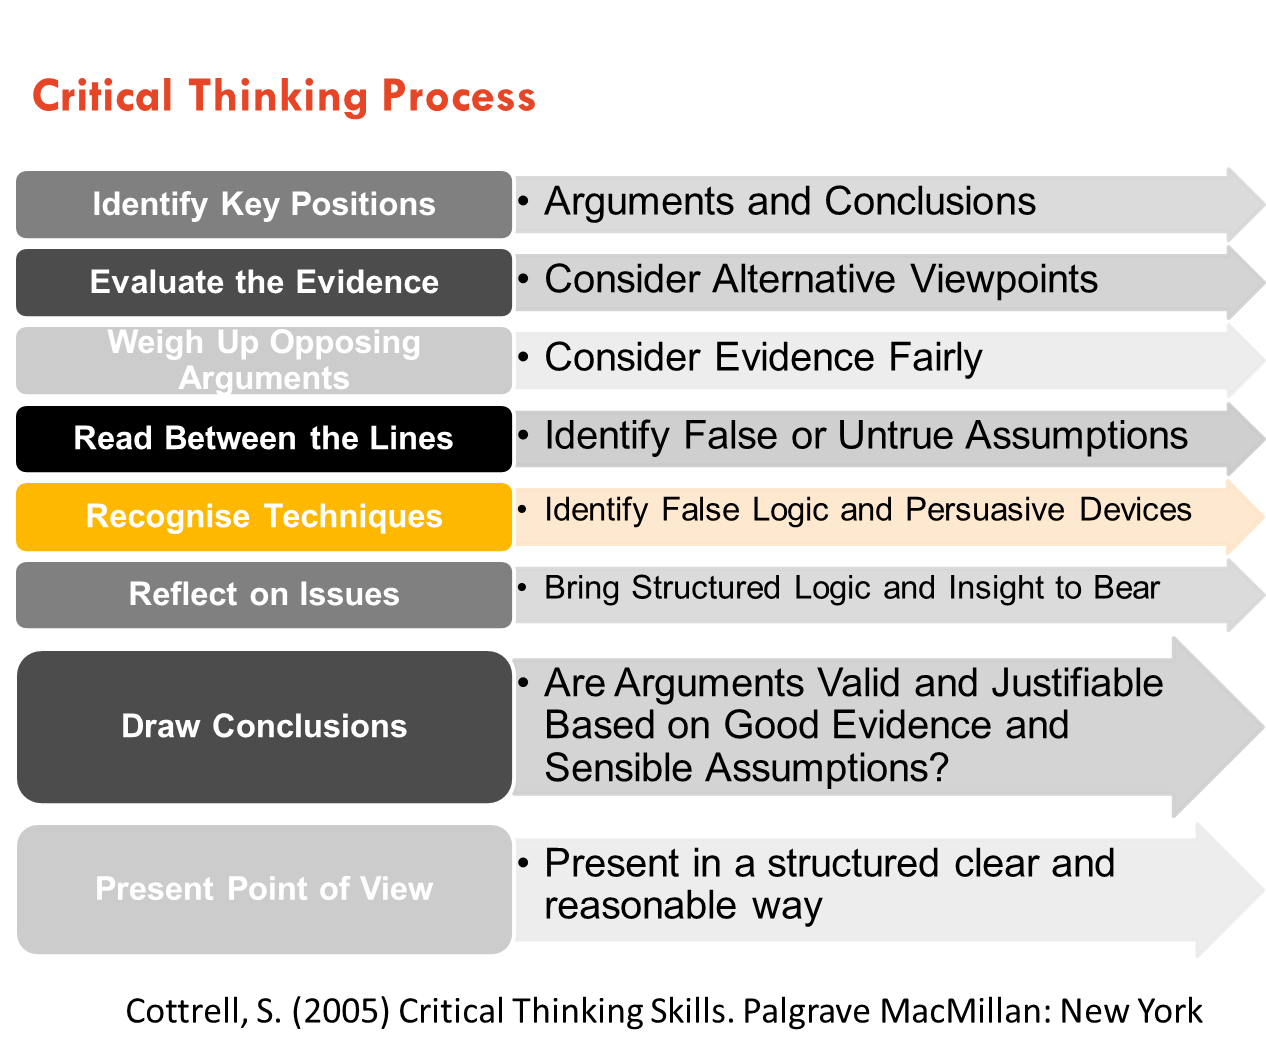 Critical Thinking Process
Identify Key Positions
• Arguments and Conclusions
Evaluate the Evidence
• Consider Alternative Viewpoints
Weigh Up Opposing
Arguments
• Consider Evidence Fairly
Read Between the Lines
• Identify False or Untrue Assumptions
Recognise Techniques
• Identify False Logic and Persuasive Devices
Reflect on Issues
• Bring Structured Logic and Insight to Bear
Draw Conclusions
• Are Arguments Valid and Justifiable
Based on Good Evidence and
Sensible Assumptions?
Present Point of View
• Present in a structured clear and
reasonable way
Cottrell, S. (2005) Critical Thinking Skills. Palgrave MacMillan: New York